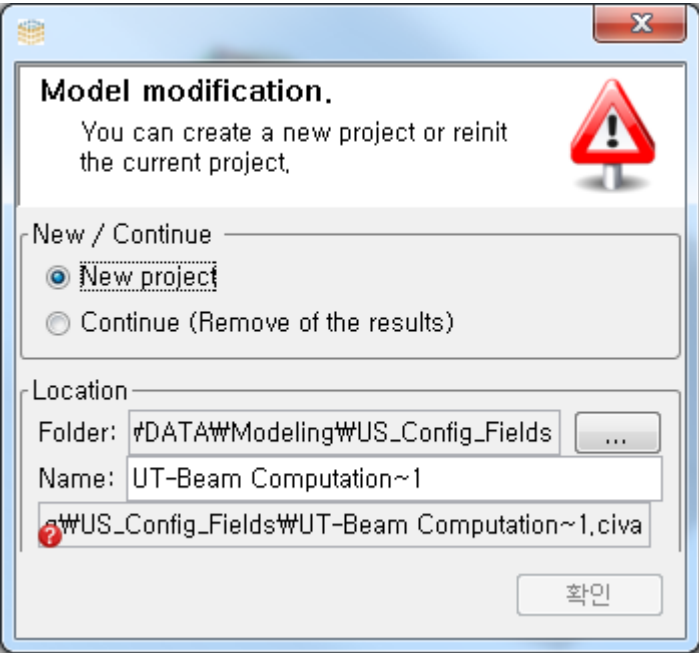 Model modification.
You can create a new project or reinit
the current project.
New / Continue
New project
Continue (Remove of the results)
Location
Folder: ₩DATA₩Modeling₩US_Config_Fields ...
Name: UT-Beam Computation~1
₩US_Config_Fields₩UT-Beam Computation~1.civa
확인